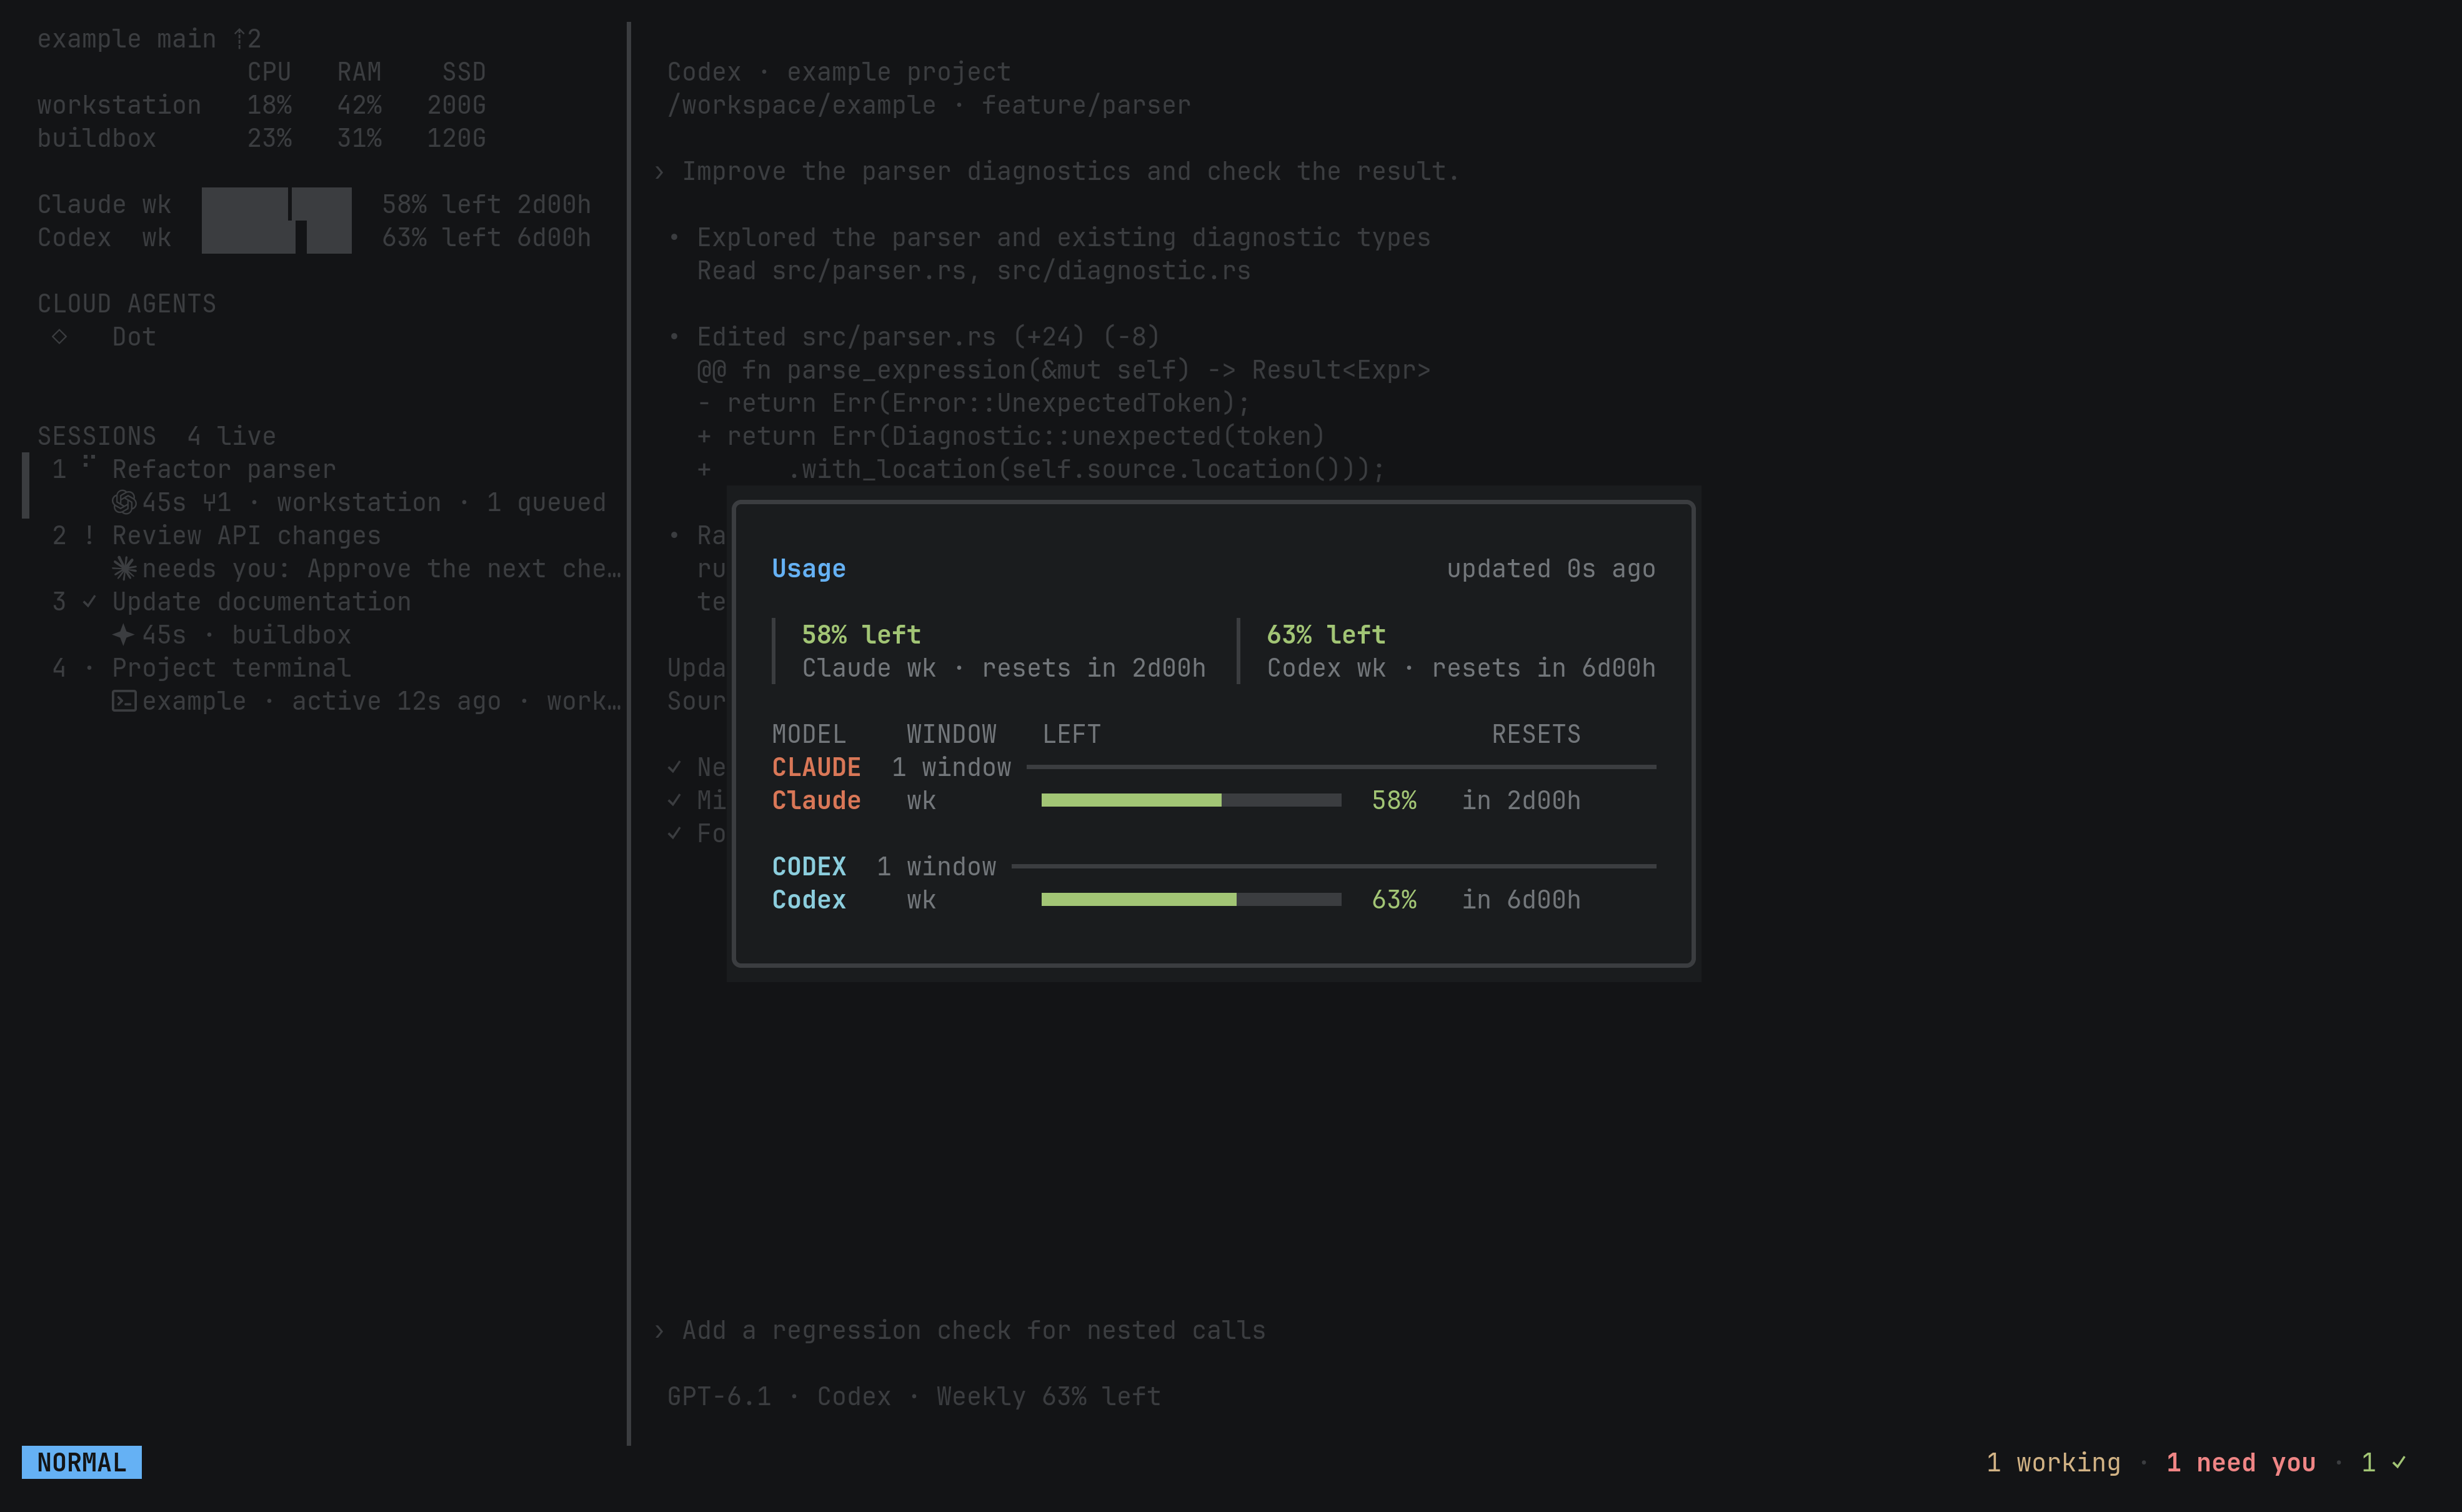 example main ⇡2
CPU RAM SSD
workstation 18% 42% 200G
buildbox 23% 31% 120G
Claude wk 58% left 2d00h
Codex wk 63% left 6d00h
CLOUD AGENTS
◇ Dot
SESSIONS 4 live
1 Refactor parser
45s 1 · workstation · 1 queued
2 ! Review API changes
needs you: Approve the next che…
3 ✓ Update documentation
45s · buildbox
4 · Project terminal
example · active 12s ago · work…
Codex · example project
/workspace/example · feature/parser
› Improve the parser diagnostics and check the result.
• Explored the parser and existing diagnostic types
Read src/parser.rs, src/diagnostic.rs
• Edited src/parser.rs (+24) (-8)
@@ fn parse_expression(&mut self) -> Result<Expr>
- return Err(Error::UnexpectedToken);
+ return Err(Diagnostic::unexpected(token)
+ .with_location(self.source.location()));
• Ra
ru
te
Upda
Sour
✓ Ne
✓ Mi
✓ Fo
Usage updated 0s ago
58% left 63% left
Claude wk · resets in 2d00h Codex wk · resets in 6d00h
MODEL WINDOW LEFT RESETS
CLAUDE 1 window
Claude wk 58% in 2d00h
CODEX 1 window
Codex wk 63% in 6d00h
› Add a regression check for nested calls
GPT-6.1 · Codex · Weekly 63% left
NORMAL 1 working · 1 need you · 1 ✓